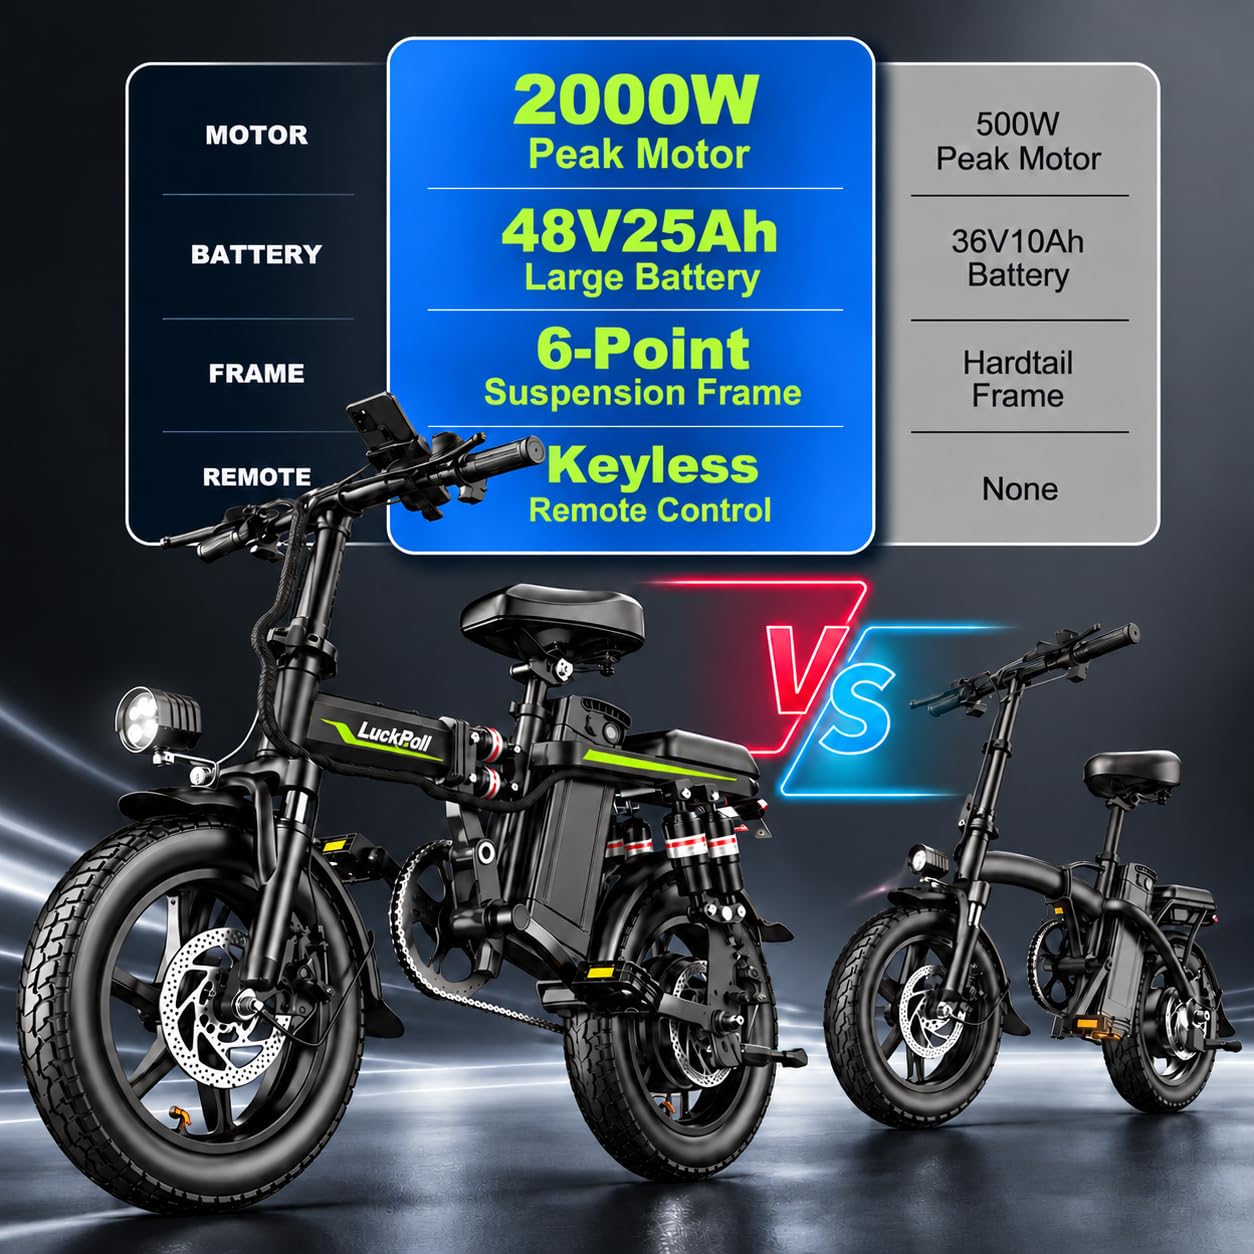 MOTOR
2000W
Peak Motor
500W
Peak Motor
BATTERY
48V25Ah
Large Battery
36V10Ah
Battery
FRAME
6-Point
Suspension Frame
Hardtail
Frame
REMOTE
Keyless
Remote Control
None
VS
LuckPoll